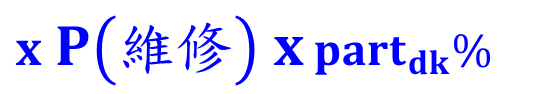 x P(維修) x part_dk%